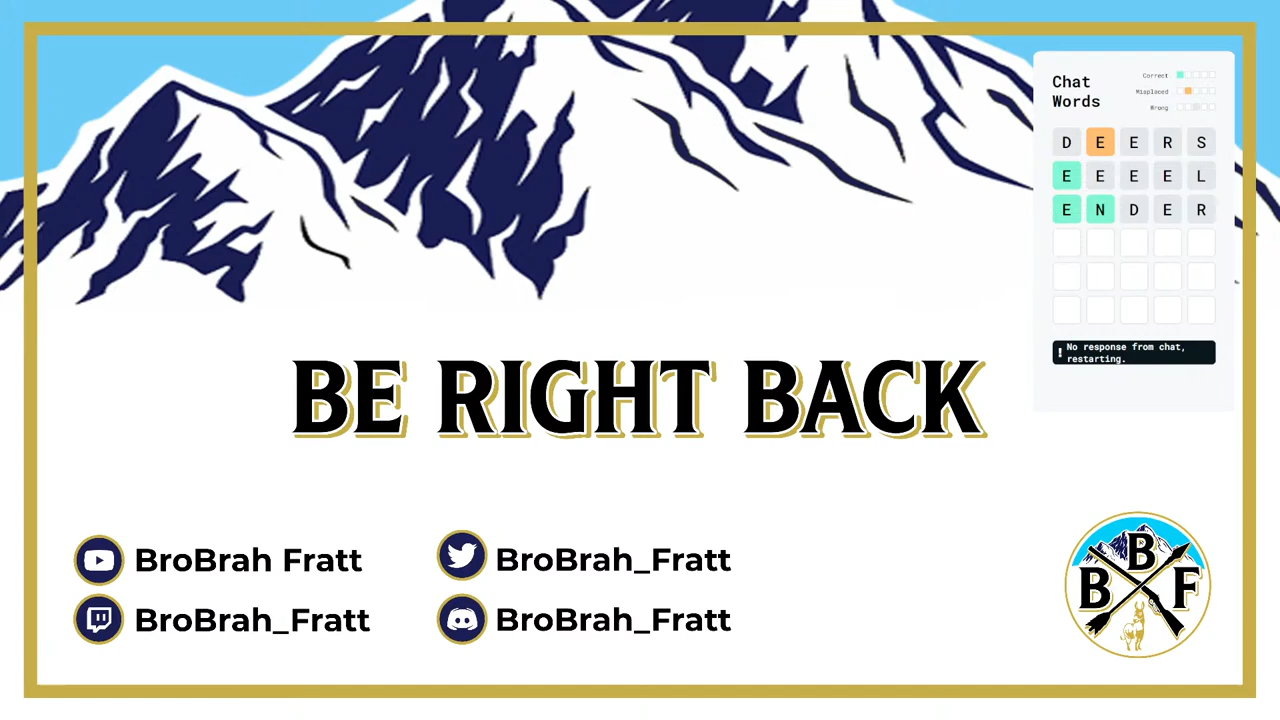 Chat
Words
Correct
Misplaced
Wrong
D E E R S
E E E E L
E N D E R
! No response from chat,
restarting.
BE RIGHT BACK
BroBrah Fratt
BroBrah_Fratt
BroBrah_Fratt
BroBrah_Fratt
B B F